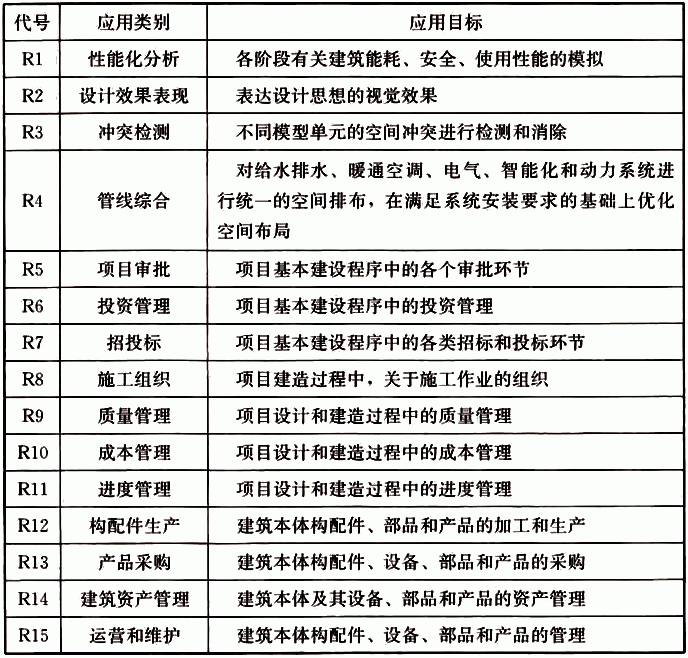 代号 应用类别 应用目标
R1 性能化分析 各阶段有关建筑能耗、安全、使用性能的模拟
R2 设计效果表现 表达设计思想的视觉效果
R3 冲突检测 不同模型单元的空间冲突进行检测和消除
对给水排水、暖通空调、电气、智能化和动力系统进
R4 管线综合 行统一的空间排布，在满足系统安装要求的基础上优化
空间布局
R5 项目审批 项目基本建设程序中的各个审批环节
R6 投资管理 项目基本建设程序中的投资管理
R7 招投标 项目基本建设程序中的各类招标和投标环节
R8 施工组织 项目建造过程中，关于施工作业的组织
R9 质量管理 项目设计和建造过程中的质量管理
R10 成本管理 项目设计和建造过程中的成本管理
R11 进度管理 项目设计和建造过程中的进度管理
R12 构配件生产 建筑本体构配件、部品和产品的加工和生产
R13 产品采购 建筑本体构配件、设备、部品和产品的采购
R14 建筑资产管理 建筑本体及其设备、部品和产品的资产管理
R15 运营和维护 建筑本体构配件、设备、部品和产品的管理